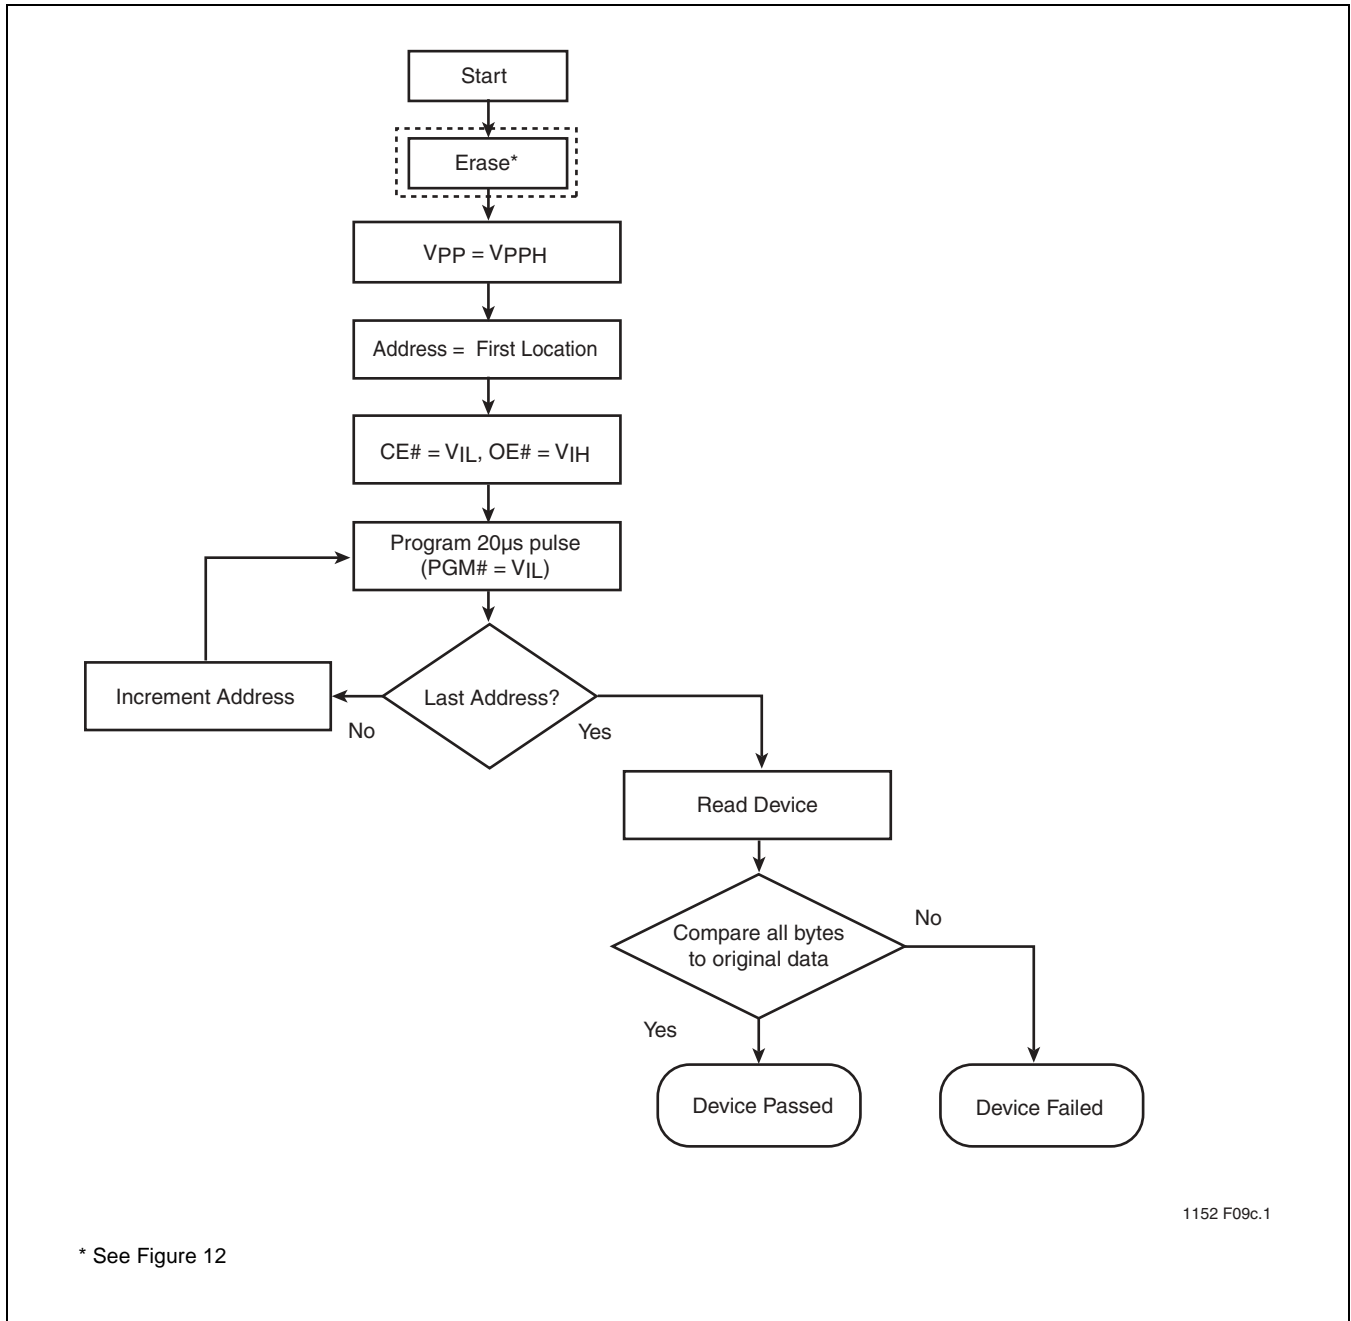 Start
Erase*
VPP = VPPH
Address = First Location
CE# = VIL, OE# = VIH
Program 20µs pulse
(PGM# = VIL)
Increment Address
Last Address?
No
Yes
Read Device
Compare all bytes
to original data
No
Yes
Device Passed
Device Failed
1152 F09c.1
* See Figure 12